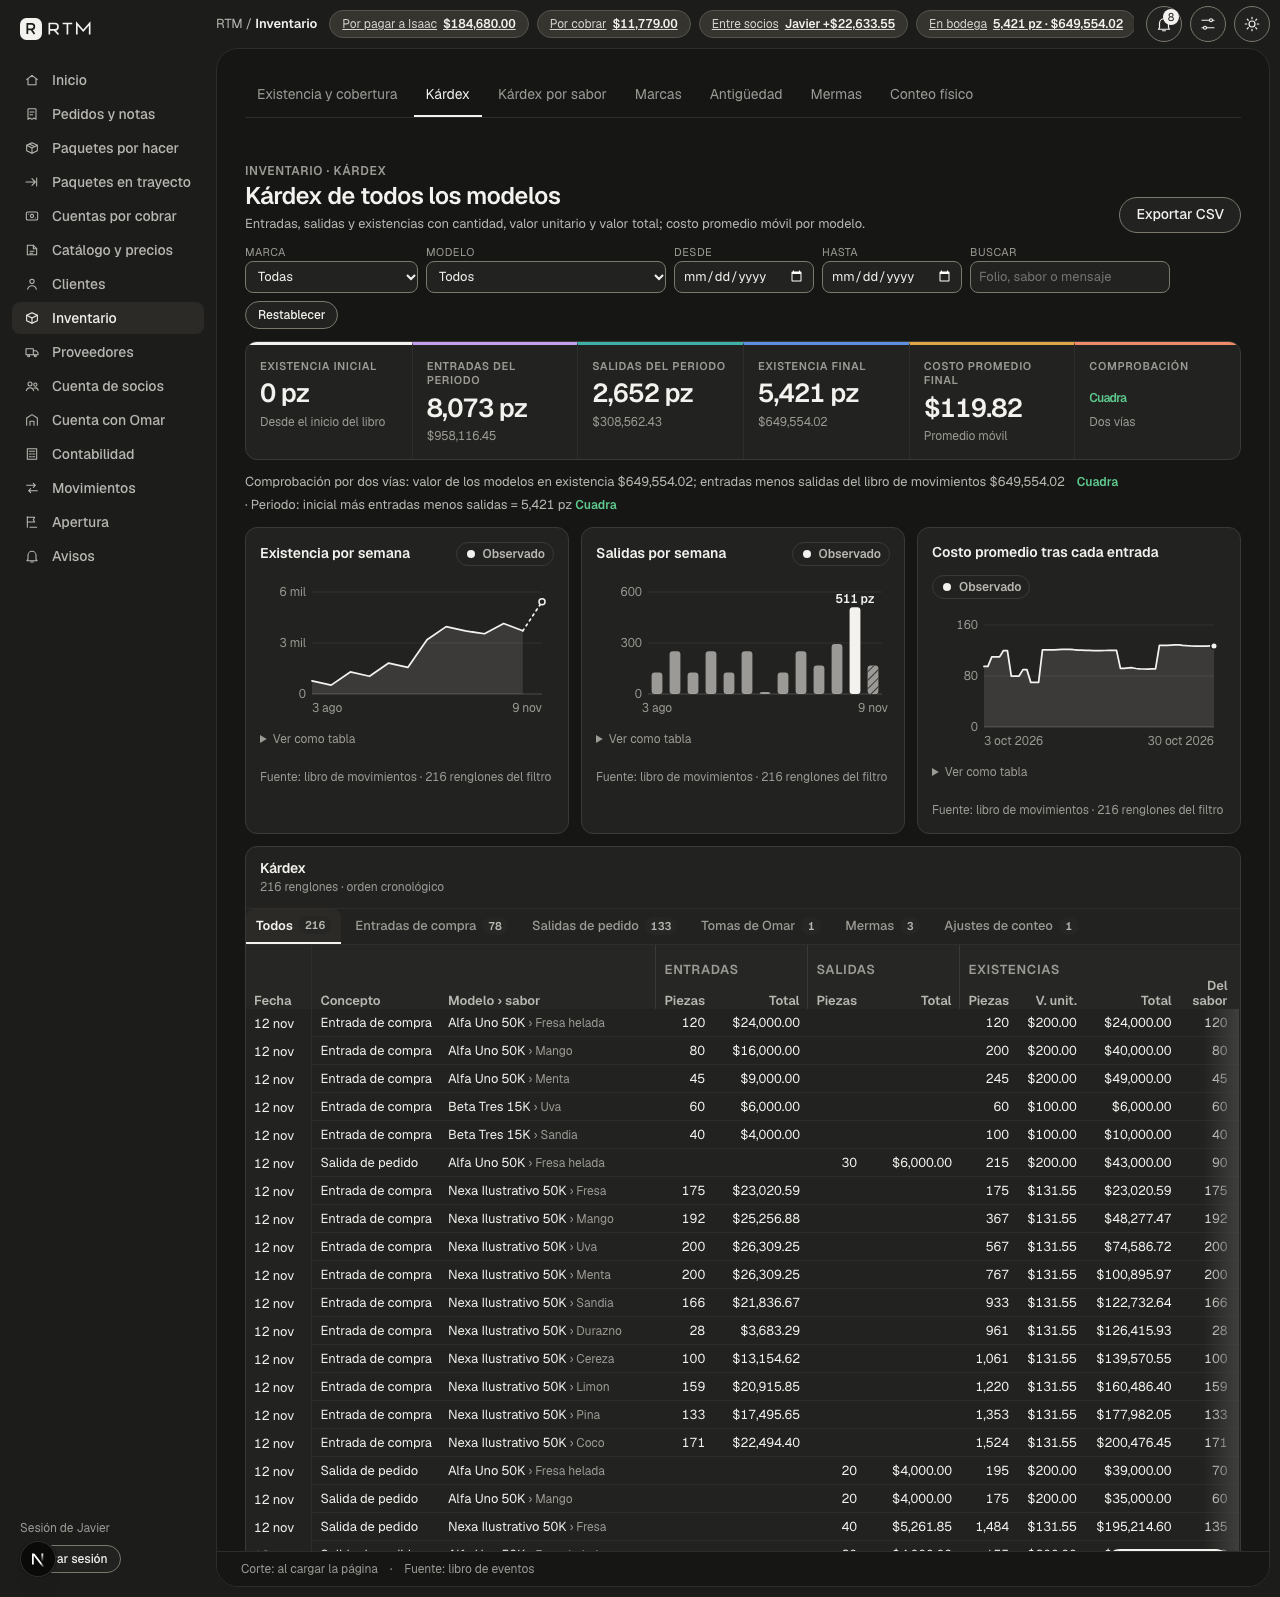 R RTM
RTM / Inventario
Por pagar a Isaac $184,680.00
Por cobrar $11,779.00
Entre socios Javier +$22,633.55
En bodega 5,421 pz · $649,554.02
8
Inicio
Pedidos y notas
Paquetes por hacer
Paquetes en trayecto
Cuentas por cobrar
Catálogo y precios
Clientes
Inventario
Proveedores
Cuenta de socios
Cuenta con Omar
Contabilidad
Movimientos
Apertura
Avisos
Sesión de Javier
N
ar sesión
Existencia y cobertura Kárdex Kárdex por sabor Marcas Antigüedad Mermas Conteo físico
INVENTARIO · KÁRDEX
Kárdex de todos los modelos
Entradas, salidas y existencias con cantidad, valor unitario y valor total; costo promedio móvil por modelo.
Exportar CSV
MARCA MODELO DESDE HASTA BUSCAR
Todas Todos mm/dd/yyyy mm/dd/yyyy Folio, sabor o mensaje
Restablecer
EXISTENCIA INICIAL
0 pz
Desde el inicio del libro
ENTRADAS DEL PERIODO
8,073 pz
$958,116.45
SALIDAS DEL PERIODO
2,652 pz
$308,562.43
EXISTENCIA FINAL
5,421 pz
$649,554.02
COSTO PROMEDIO FINAL
$119.82
Promedio móvil
COMPROBACIÓN
Cuadra
Dos vías
Comprobación por dos vías: valor de los modelos en existencia $649,554.02; entradas menos salidas del libro de movimientos $649,554.02 Cuadra
· Periodo: inicial más entradas menos salidas = 5,421 pz Cuadra
Existencia por semana
Observado
6 mil
3 mil
0
3 ago 9 nov
Ver como tabla
Fuente: libro de movimientos · 216 renglones del filtro
Salidas por semana
Observado
600
511 pz
300
0
3 ago 9 nov
Ver como tabla
Fuente: libro de movimientos · 216 renglones del filtro
Costo promedio tras cada entrada
Observado
160
80
0
3 oct 2026 30 oct 2026
Ver como tabla
Fuente: libro de movimientos · 216 renglones del filtro
Kárdex
216 renglones · orden cronológico
Todos 216 Entradas de compra 78 Salidas de pedido 133 Tomas de Omar 1 Mermas 3 Ajustes de conteo 1
ENTRADAS SALIDAS EXISTENCIAS
Fecha Concepto Modelo › sabor Piezas Total Piezas Total Piezas V. unit. Total Del sabor
12 nov Entrada de compra Alfa Uno 50K › Fresa helada 120 $24,000.00 120 $200.00 $24,000.00 120
12 nov Entrada de compra Alfa Uno 50K › Mango 80 $16,000.00 200 $200.00 $40,000.00 80
12 nov Entrada de compra Alfa Uno 50K › Menta 45 $9,000.00 245 $200.00 $49,000.00 45
12 nov Entrada de compra Beta Tres 15K › Uva 60 $6,000.00 60 $100.00 $6,000.00 60
12 nov Entrada de compra Beta Tres 15K › Sandia 40 $4,000.00 100 $100.00 $10,000.00 40
12 nov Salida de pedido Alfa Uno 50K › Fresa helada 30 $6,000.00 215 $200.00 $43,000.00 90
12 nov Entrada de compra Nexa Ilustrativo 50K › Fresa 175 $23,020.59 175 $131.55 $23,020.59 175
12 nov Entrada de compra Nexa Ilustrativo 50K › Mango 192 $25,256.88 367 $131.55 $48,277.47 192
12 nov Entrada de compra Nexa Ilustrativo 50K › Uva 200 $26,309.25 567 $131.55 $74,586.72 200
12 nov Entrada de compra Nexa Ilustrativo 50K › Menta 200 $26,309.25 767 $131.55 $100,895.97 200
12 nov Entrada de compra Nexa Ilustrativo 50K › Sandia 166 $21,836.67 933 $131.55 $122,732.64 166
12 nov Entrada de compra Nexa Ilustrativo 50K › Durazno 28 $3,683.29 961 $131.55 $126,415.93 28
12 nov Entrada de compra Nexa Ilustrativo 50K › Cereza 100 $13,154.62 1,061 $131.55 $139,570.55 100
12 nov Entrada de compra Nexa Ilustrativo 50K › Limon 159 $20,915.85 1,220 $131.55 $160,486.40 159
12 nov Entrada de compra Nexa Ilustrativo 50K › Pina 133 $17,495.65 1,353 $131.55 $177,982.05 133
12 nov Entrada de compra Nexa Ilustrativo 50K › Coco 171 $22,494.40 1,524 $131.55 $200,476.45 171
12 nov Salida de pedido Alfa Uno 50K › Fresa helada 20 $4,000.00 195 $200.00 $39,000.00 70
12 nov Salida de pedido Alfa Uno 50K › Mango 20 $4,000.00 175 $200.00 $35,000.00 60
12 nov Salida de pedido Nexa Ilustrativo 50K › Fresa 40 $5,261.85 1,484 $131.55 $195,214.60 135
Corte: al cargar la página · Fuente: libro de eventos